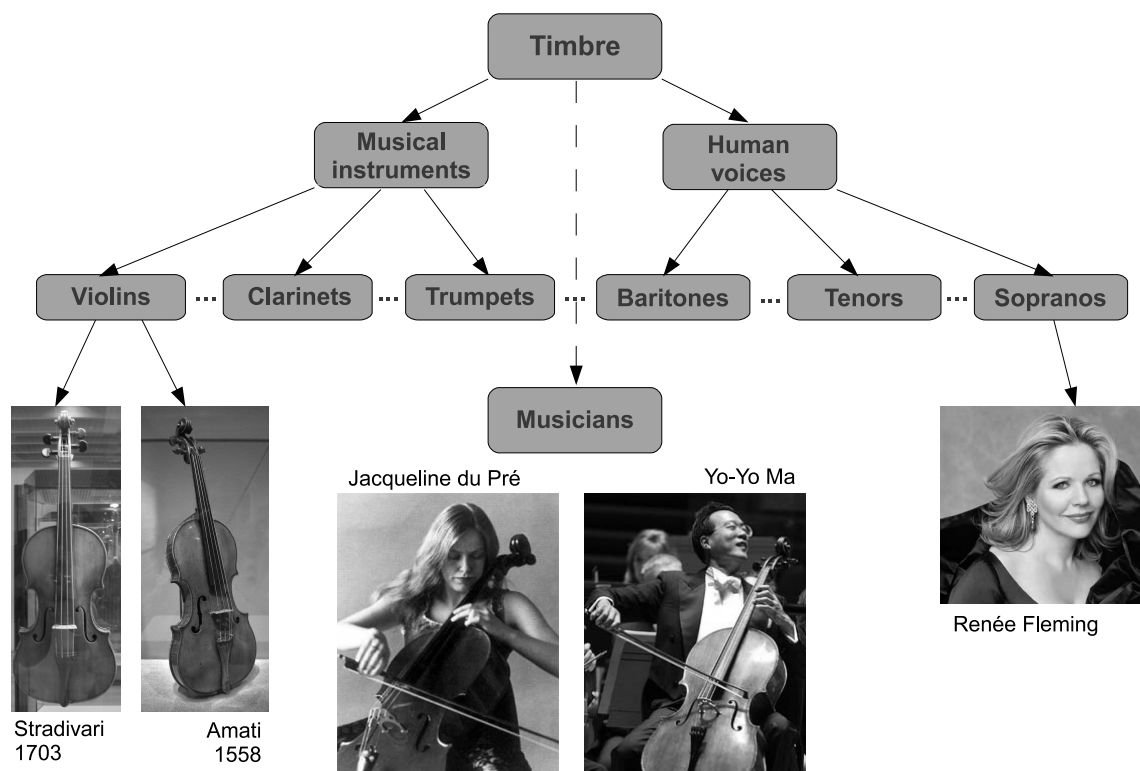 Timbre
Musical
instruments
Human
voices
Violins
Clarinets
Trumpets
Baritones
Tenors
Sopranos
Musicians
Jacqueline du Pré
Yo-Yo Ma
Renée Fleming
Stradivari
1703
Amati
1558